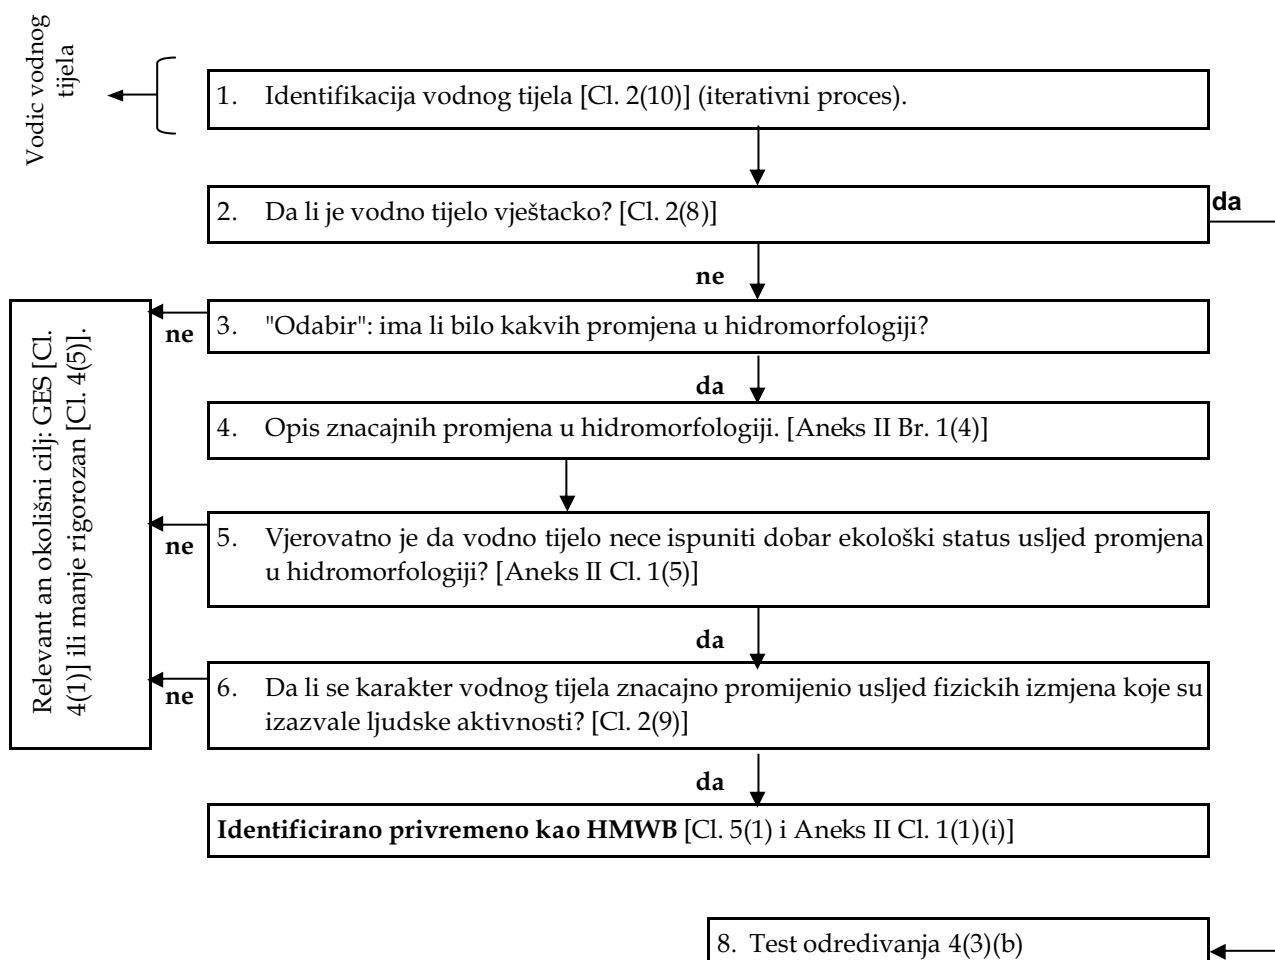 Vodic vodnog
tijela
1. Identifikacija vodnog tijela [Cl. 2(10)] (iterativni proces).
2. Da li je vodno tijelo vještacko? [Cl. 2(8)]
da
ne
3. "Odabir": ima li bilo kakvih promjena u hidromorfologiji?
ne
da
4. Opis znacajnih promjena u hidromorfologiji. [Aneks II Br. 1(4)]
Relevant an okolišni cilj: GES [Cl.
4(1)] ili manje rigorozan [Cl. 4(5)].
5. Vjerovatno je da vodno tijelo nece ispuniti dobar ekološki status usljed promjena
u hidromorfologiji? [Aneks II Cl. 1(5)]
ne
da
6. Da li se karakter vodnog tijela znacajno promijenio usljed fizickih izmjena koje su
izazvale ljudske aktivnosti? [Cl. 2(9)]
ne
da
Identificirano privremeno kao HMWB [Cl. 5(1) i Aneks II Cl. 1(1)(i)]
8. Test odredivanja 4(3)(b)